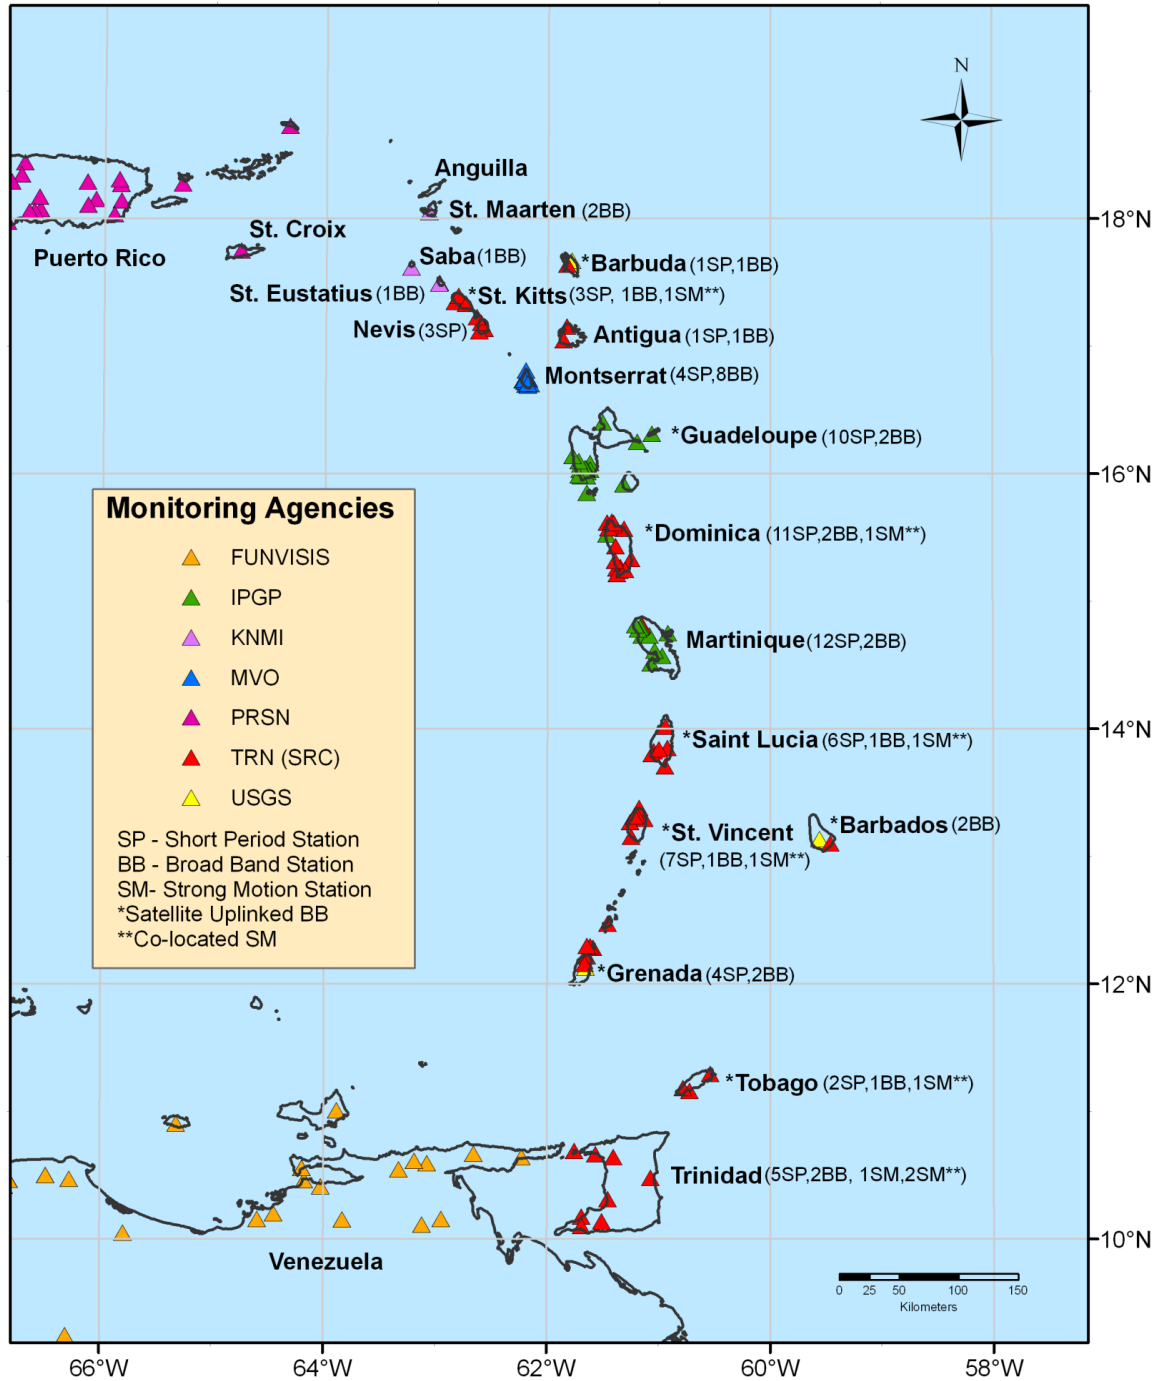 N
Anguilla
St. Maarten (2BB)
18°N
St. Croix
Puerto Rico
Saba (1BB)
*Barbuda (1SP,1BB)
St. Eustatius (1BB)
*St. Kitts (3SP, 1BB,1SM**)
Nevis (3SP)
Antigua (1SP,1BB)
Montserrat (4SP,8BB)
*Guadeloupe (10SP,2BB)
16°N
Monitoring Agencies
FUNVISIS
IPGP
KNMI
MVO
PRSN
TRN (SRC)
USGS
SP - Short Period Station
BB - Broad Band Station
SM- Strong Motion Station
*Satellite Uplinked BB
**Co-located SM
*Dominica (11SP,2BB,1SM**)
Martinique (12SP,2BB)
14°N
*Saint Lucia (6SP,1BB,1SM**)
*St. Vincent
(7SP,1BB,1SM**)
*Barbados (2BB)
*Grenada (4SP,2BB)
12°N
*Tobago (2SP,1BB,1SM**)
Trinidad (5SP,2BB, 1SM,2SM**)
10°N
Venezuela
0 25 50 100 150
Kilometers
66°W 64°W 62°W 60°W 58°W